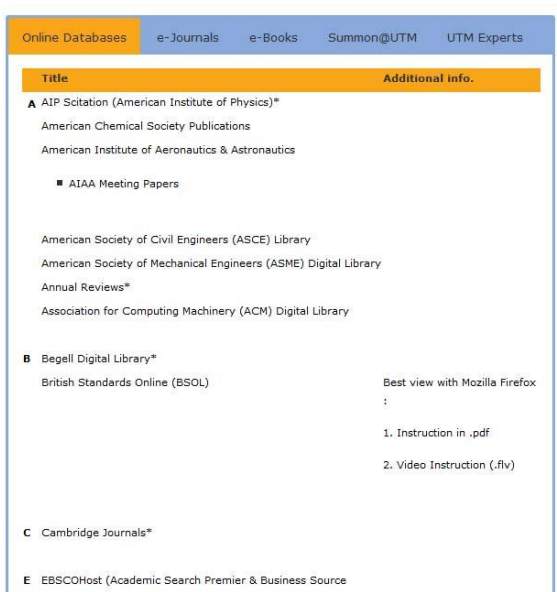 Online Databases e-Journals e-Books Summon@UTM UTM Experts
Title Additional info.
A AIP Scitation (American Institute of Physics)*
American Chemical Society Publications
American Institute of Aeronautics & Astronautics
■ AIAA Meeting Papers
American Society of Civil Engineers (ASCE) Library
American Society of Mechanical Engineers (ASME) Digital Library
Annual Reviews*
Association for Computing Machinery (ACM) Digital Library
B Begell Digital Library*
British Standards Online (BSOL) Best view with Mozilla Firefox
:
1. Instruction in .pdf
2. Video Instruction (.flv)
C Cambridge Journals*
E EBSCOHost (Academic Search Premier & Business Source